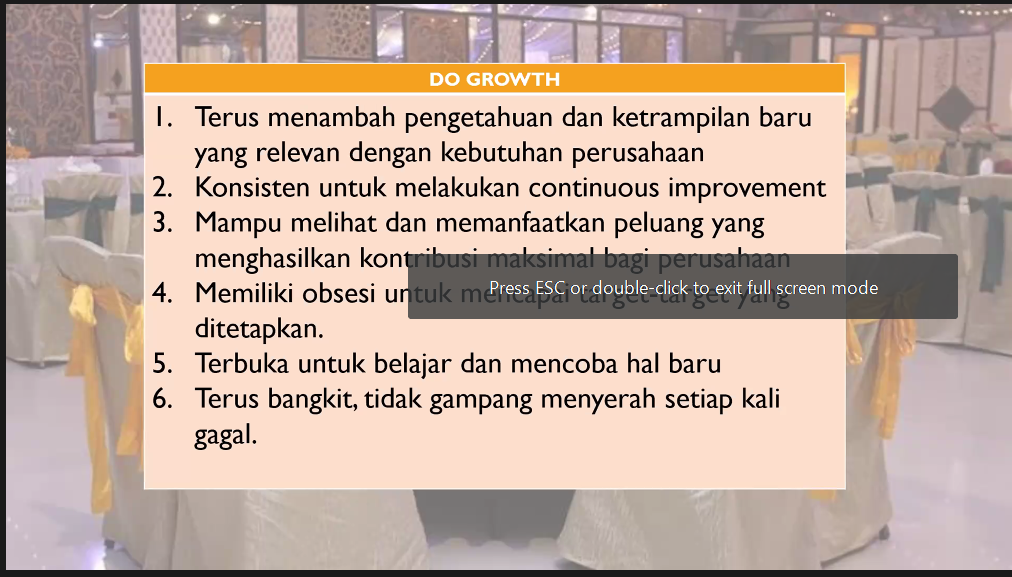 DO GROWTH
1. Terus menambah pengetahuan dan ketrampilan baru
yang relevan dengan kebutuhan perusahaan
2. Konsisten untuk melakukan continuous improvement
3. Mampu melihat dan memanfaatkan peluang yang
menghasilkan kontribusi maksimal bagi perusahaan
Press ESC or double-click to exit full screen mode
4. Memiliki obsesi untuk mencapai target-target yang
ditetapkan.
5. Terbuka untuk belajar dan mencoba hal baru
6. Terus bangkit, tidak gampang menyerah setiap kali
gagal.